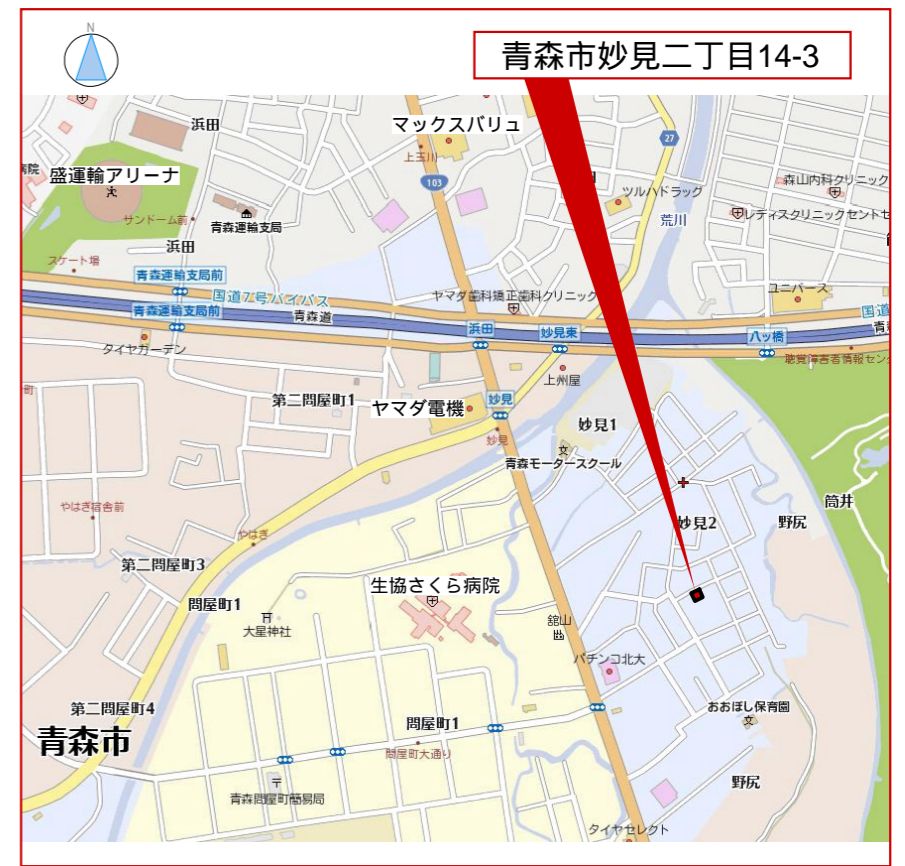 N
青森市妙見二丁目14-3
浜田
マックスバリュ
上玉川
27
103
病院
盛運輸アリーナ
森山内科クリニック
ツルハドラッグ
レディスクリニックセントセ
サンドーム前
青森運輸支局
荒川
浜田
スケート場
青森運輸支局前
国道7号バイパス
ヤマダ歯科矯正歯科クリニック
ユニバース
国道
青森運輸支局前
青森道
浜田
妙見東
八ッ橋
タイヤガーデン
聴覚障害者情報セン
上州屋
第二問屋町1
ヤマダ電機
妙見
妙見1
妙見
青森モータースクール
やはぎ宿舎前
筒井
妙見2
野尻
やはぎ
第二問屋町3
生協さくら病院
問屋町1
大星神社
舘山
パチンコ北大
第二問屋町4
おおぼし保育園
問屋町1
青森市
問屋町大通り
野尻
青森問屋町簡易局
タイヤセレクト